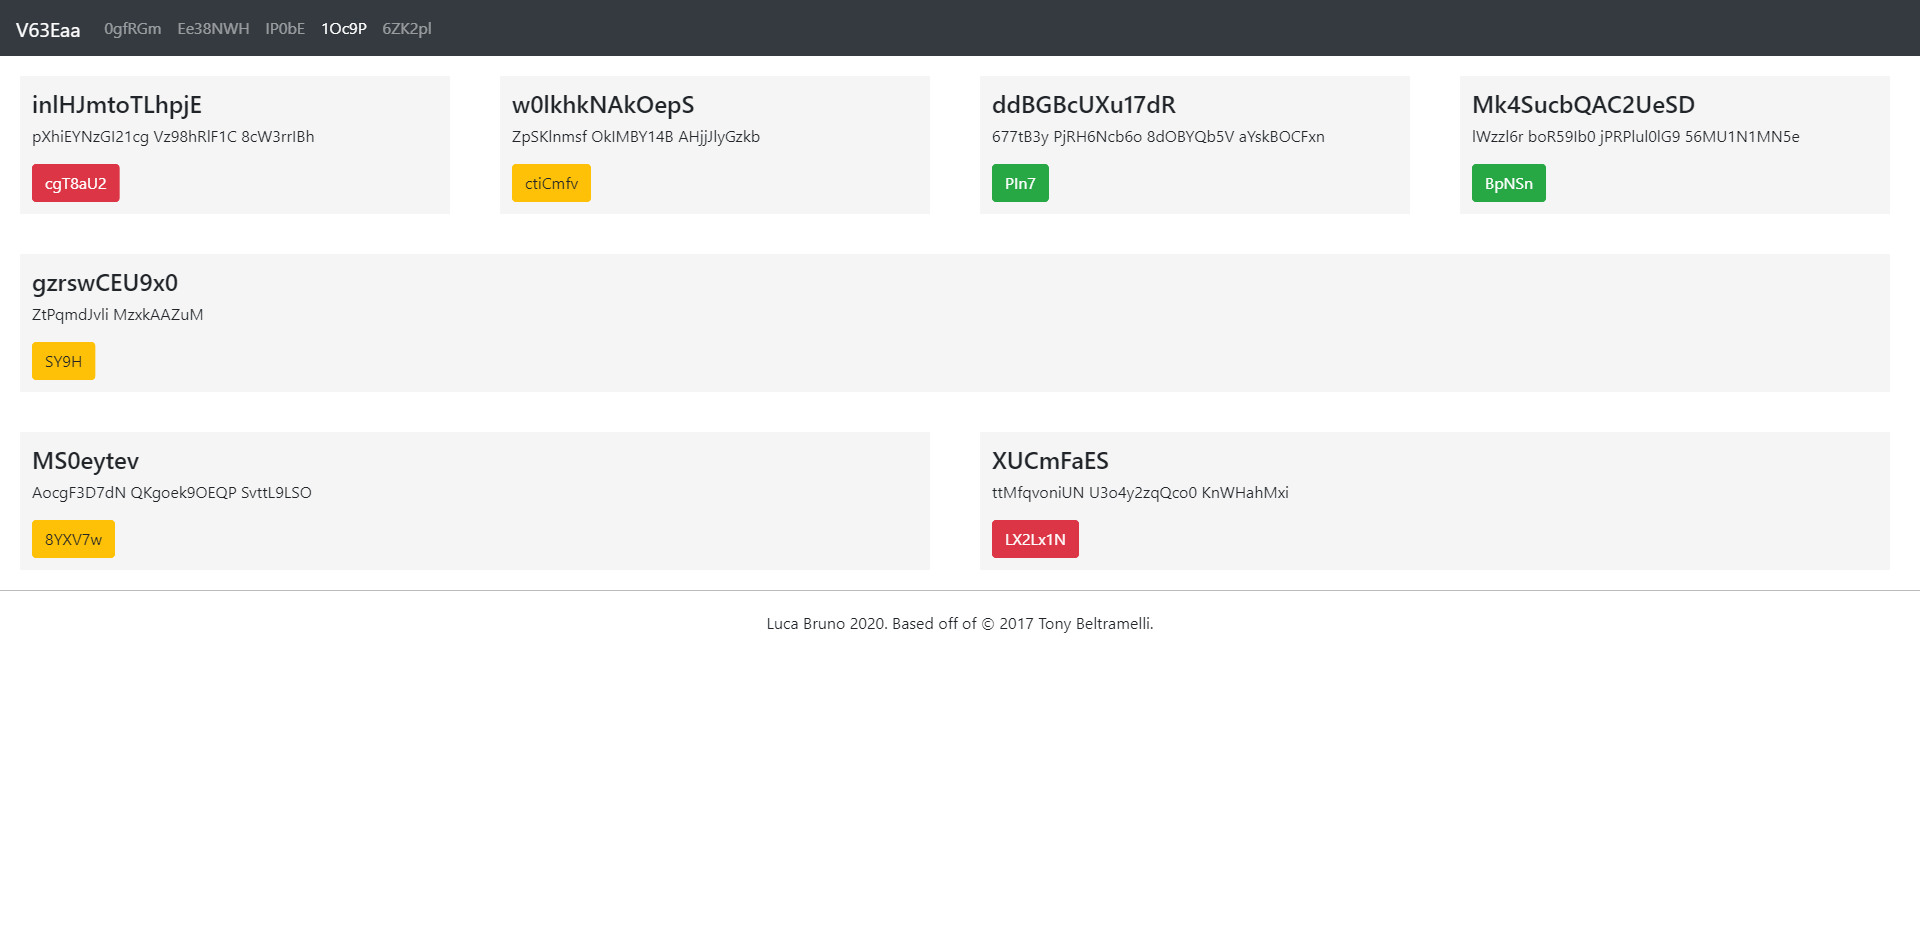 V63Eaa 0gfRGm Ee38NWH IP0bE 1Oc9P 6ZK2pl
inlHJmtoTLhpjE
pXhiEYNzGI21cg Vz98hRlF1C 8cW3rrIBh
cgT8aU2
w0lkhkNAkOepS
ZpSKlnmsf OkIMBY14B AHjjJlyGzkb
ctiCmfv
ddBGBcUXu17dR
677tB3y PjRH6Ncb6o 8dOBYQb5V aYskBOCFxn
PIn7
Mk4SucbQAC2UeSD
lWzzl6r boR59Ib0 jPRPlul0lG9 56MU1N1MN5e
BpNSn
gzrswCEU9x0
ZtPqmdJvli MzxkAAZuM
SY9H
MS0eytev
AocgF3D7dN QKgoek9OEQP SvttL9LSO
8YXV7w
XUCmFaES
ttMfqvoniUN U3o4y2zqQco0 KnWHahMxi
LX2Lx1N
Luca Bruno 2020. Based off of © 2017 Tony Beltramelli.